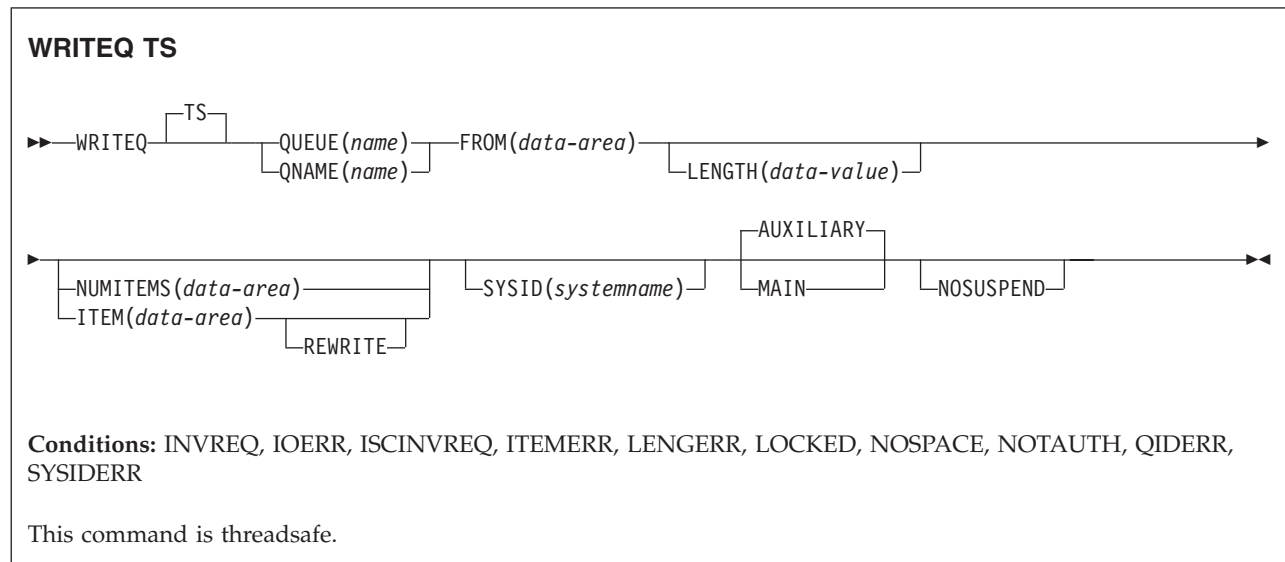 WRITEQ TS
TS
WRITEQ QUEUE(name) FROM(data-area)
QNAME(name) LENGTH(data-value)
AUXILIARY
NUMITEMS(data-area) SYSID(systemname) MAIN NOSUSPEND
ITEM(data-area)
REWRITE
Conditions: INVREQ, IOERR, ISCINVREQ, ITEMERR, LENGERR, LOCKED, NOSPACE, NOTAUTH, QIDERR,
SYSIDERR
This command is threadsafe.